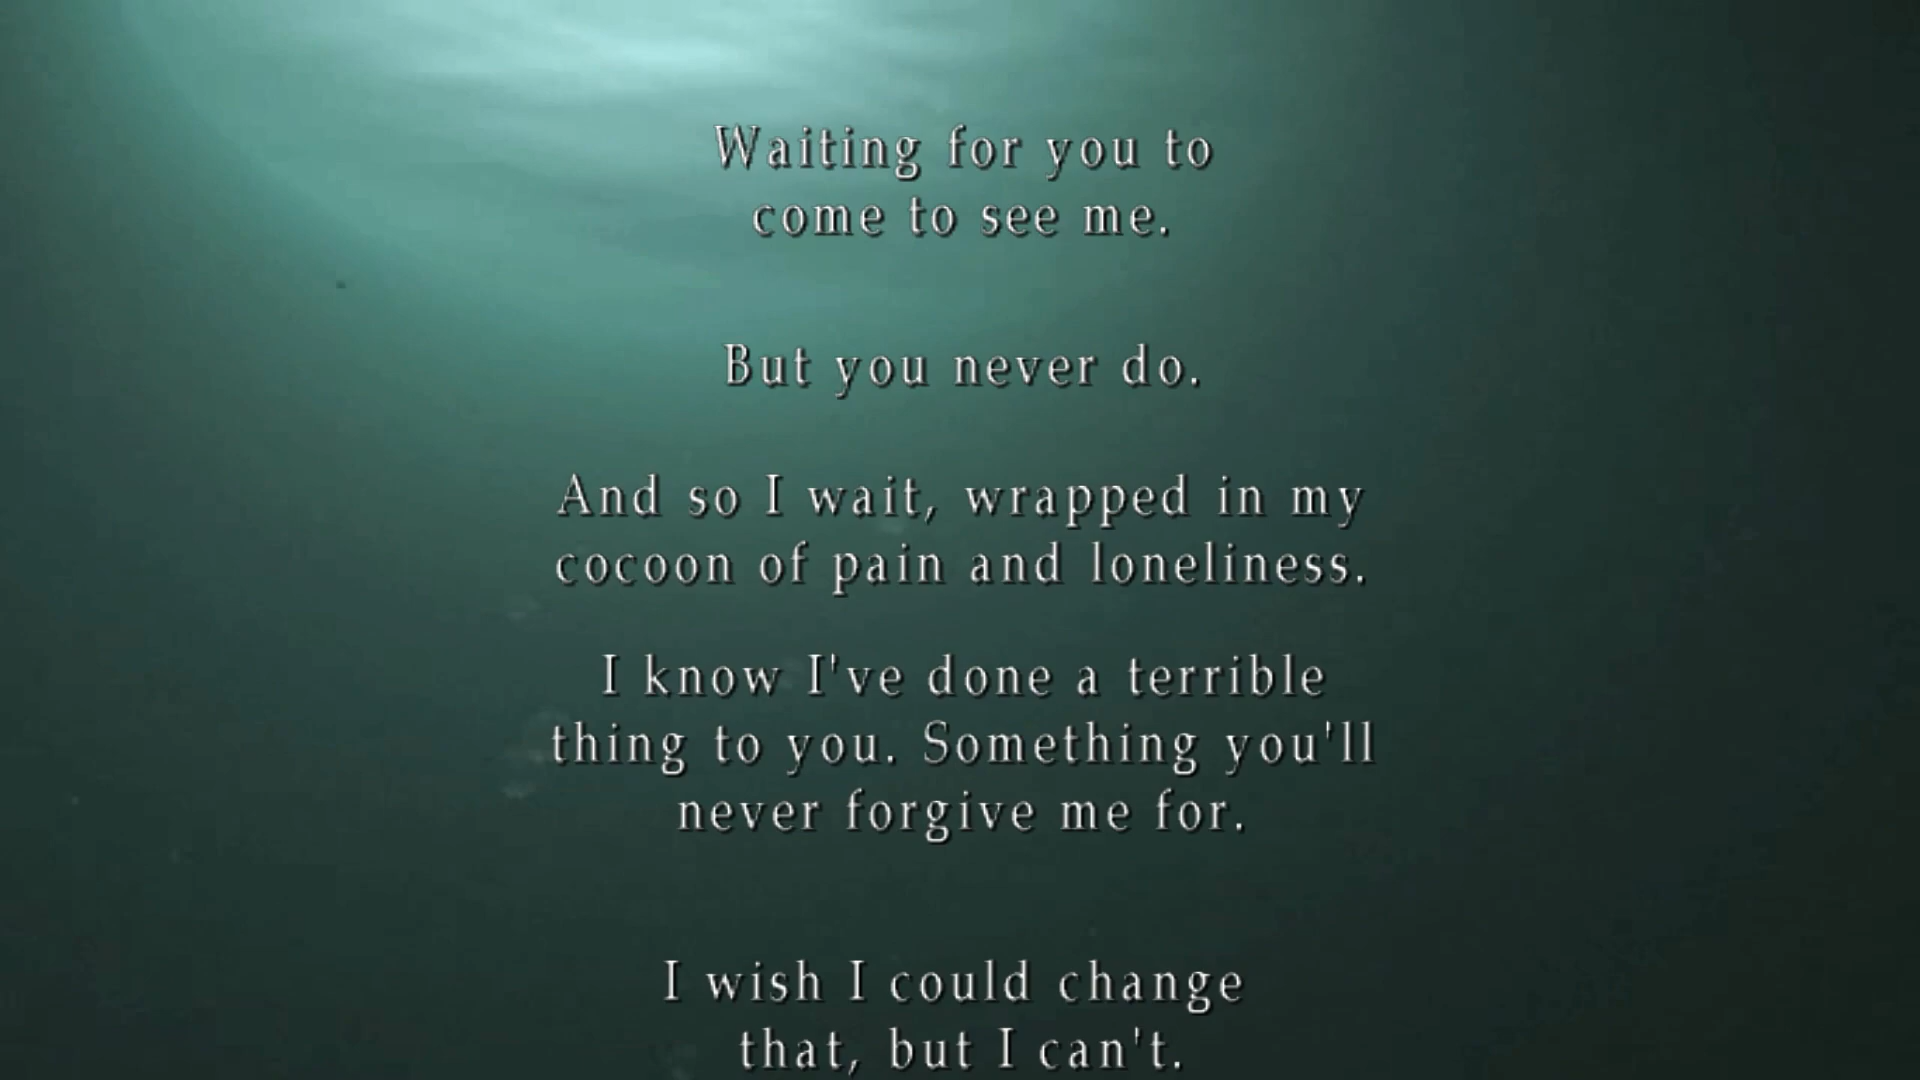 Waiting for you to
come to see me.
But you never do.
And so I wait, wrapped in my
cocoon of pain and loneliness.
I know I've done a terrible
thing to you. Something you'll
never forgive me for.
I wish I could change
that, but I can't.